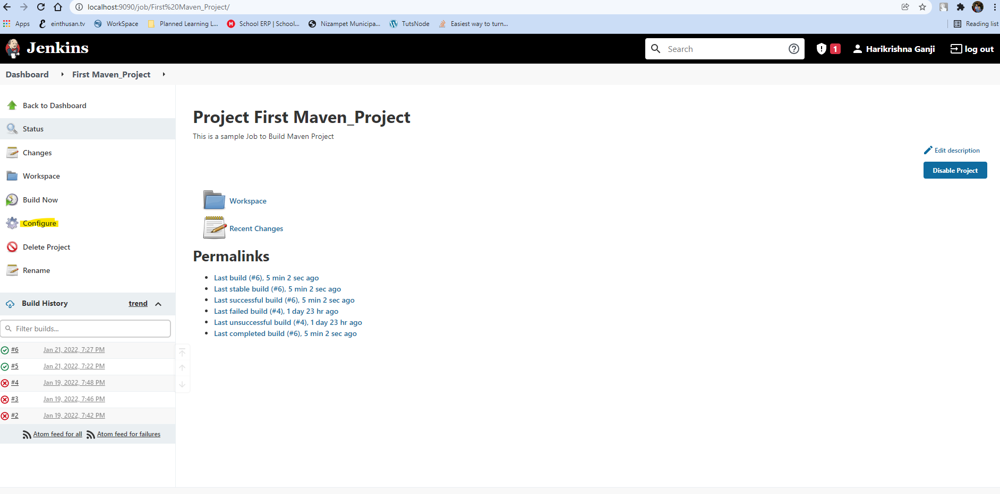 localhost:9090/job/First%20Maven_Project/
Apps einthusan.tv WorkSpace Planned Learning L... School ERP | School... Nizampet Municipa... TutsNode Easiest way to turn... Reading list
Jenkins Search 1 Harikrishna Ganji log out
Dashboard First Maven_Project
Back to Dashboard
Status
Changes
Workspace
Build Now
Configure
Delete Project
Rename
Build History trend
Filter builds...
#6 Jan 21, 2022, 7:27 PM
#5 Jan 21, 2022, 7:22 PM
#4 Jan 19, 2022, 7:48 PM
#3 Jan 19, 2022, 7:46 PM
#2 Jan 19, 2022, 7:42 PM
Atom feed for all Atom feed for failures
Project First Maven_Project
This is a sample Job to Build Maven Project
Edit description
Disable Project
Workspace
Recent Changes
Permalinks
Last build (#6), 5 min 2 sec ago
Last stable build (#6), 5 min 2 sec ago
Last successful build (#6), 5 min 2 sec ago
Last failed build (#4), 1 day 23 hr ago
Last unsuccessful build (#4), 1 day 23 hr ago
Last completed build (#6), 5 min 2 sec ago